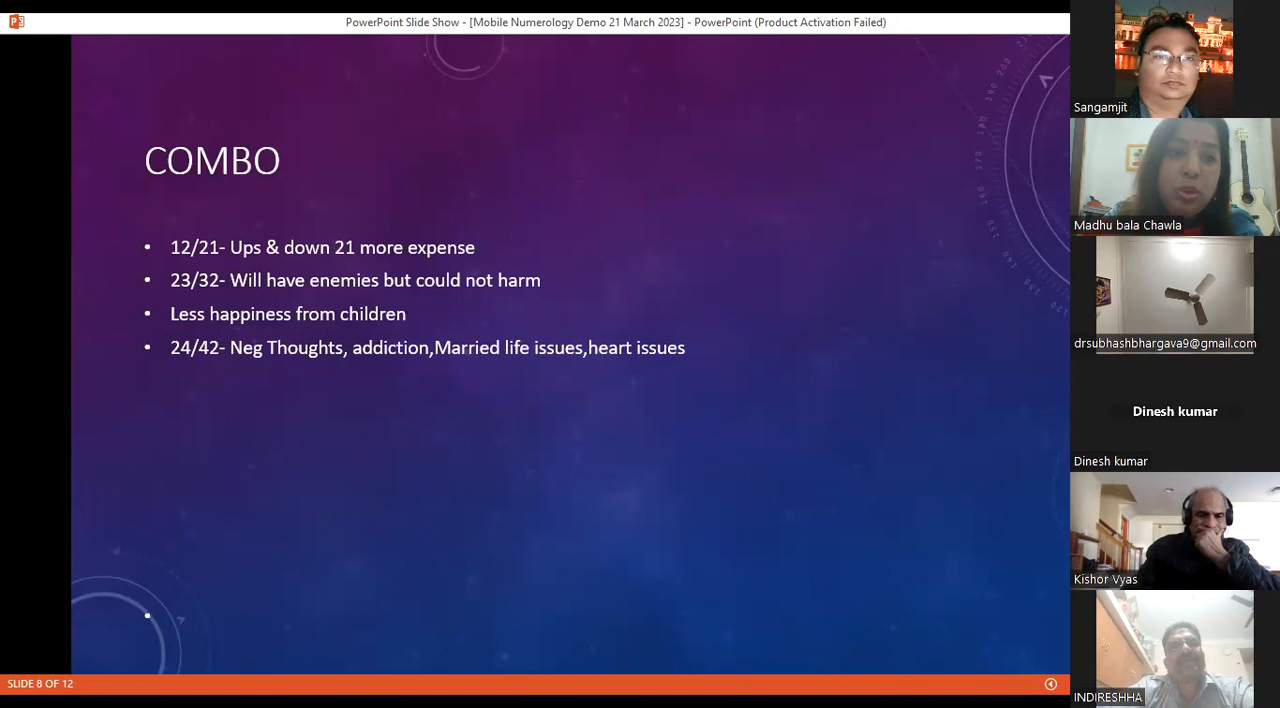 PowerPoint Slide Show - [Mobile Numerology Demo 21 March 2023] - PowerPoint (Product Activation Failed)
COMBO
• 12/21- Ups & down 21 more expense
• 23/32- Will have enemies but could not harm
• Less happiness from children
• 24/42- Neg Thoughts, addiction,Married life issues,heart issues
•
SLIDE 8 OF 12
Sangamjit
Madhu bala Chawla
drsubhashbhargava9@gmail.com
Dinesh kumar
Dinesh kumar
Kishor Vyas
INDIRESHHA